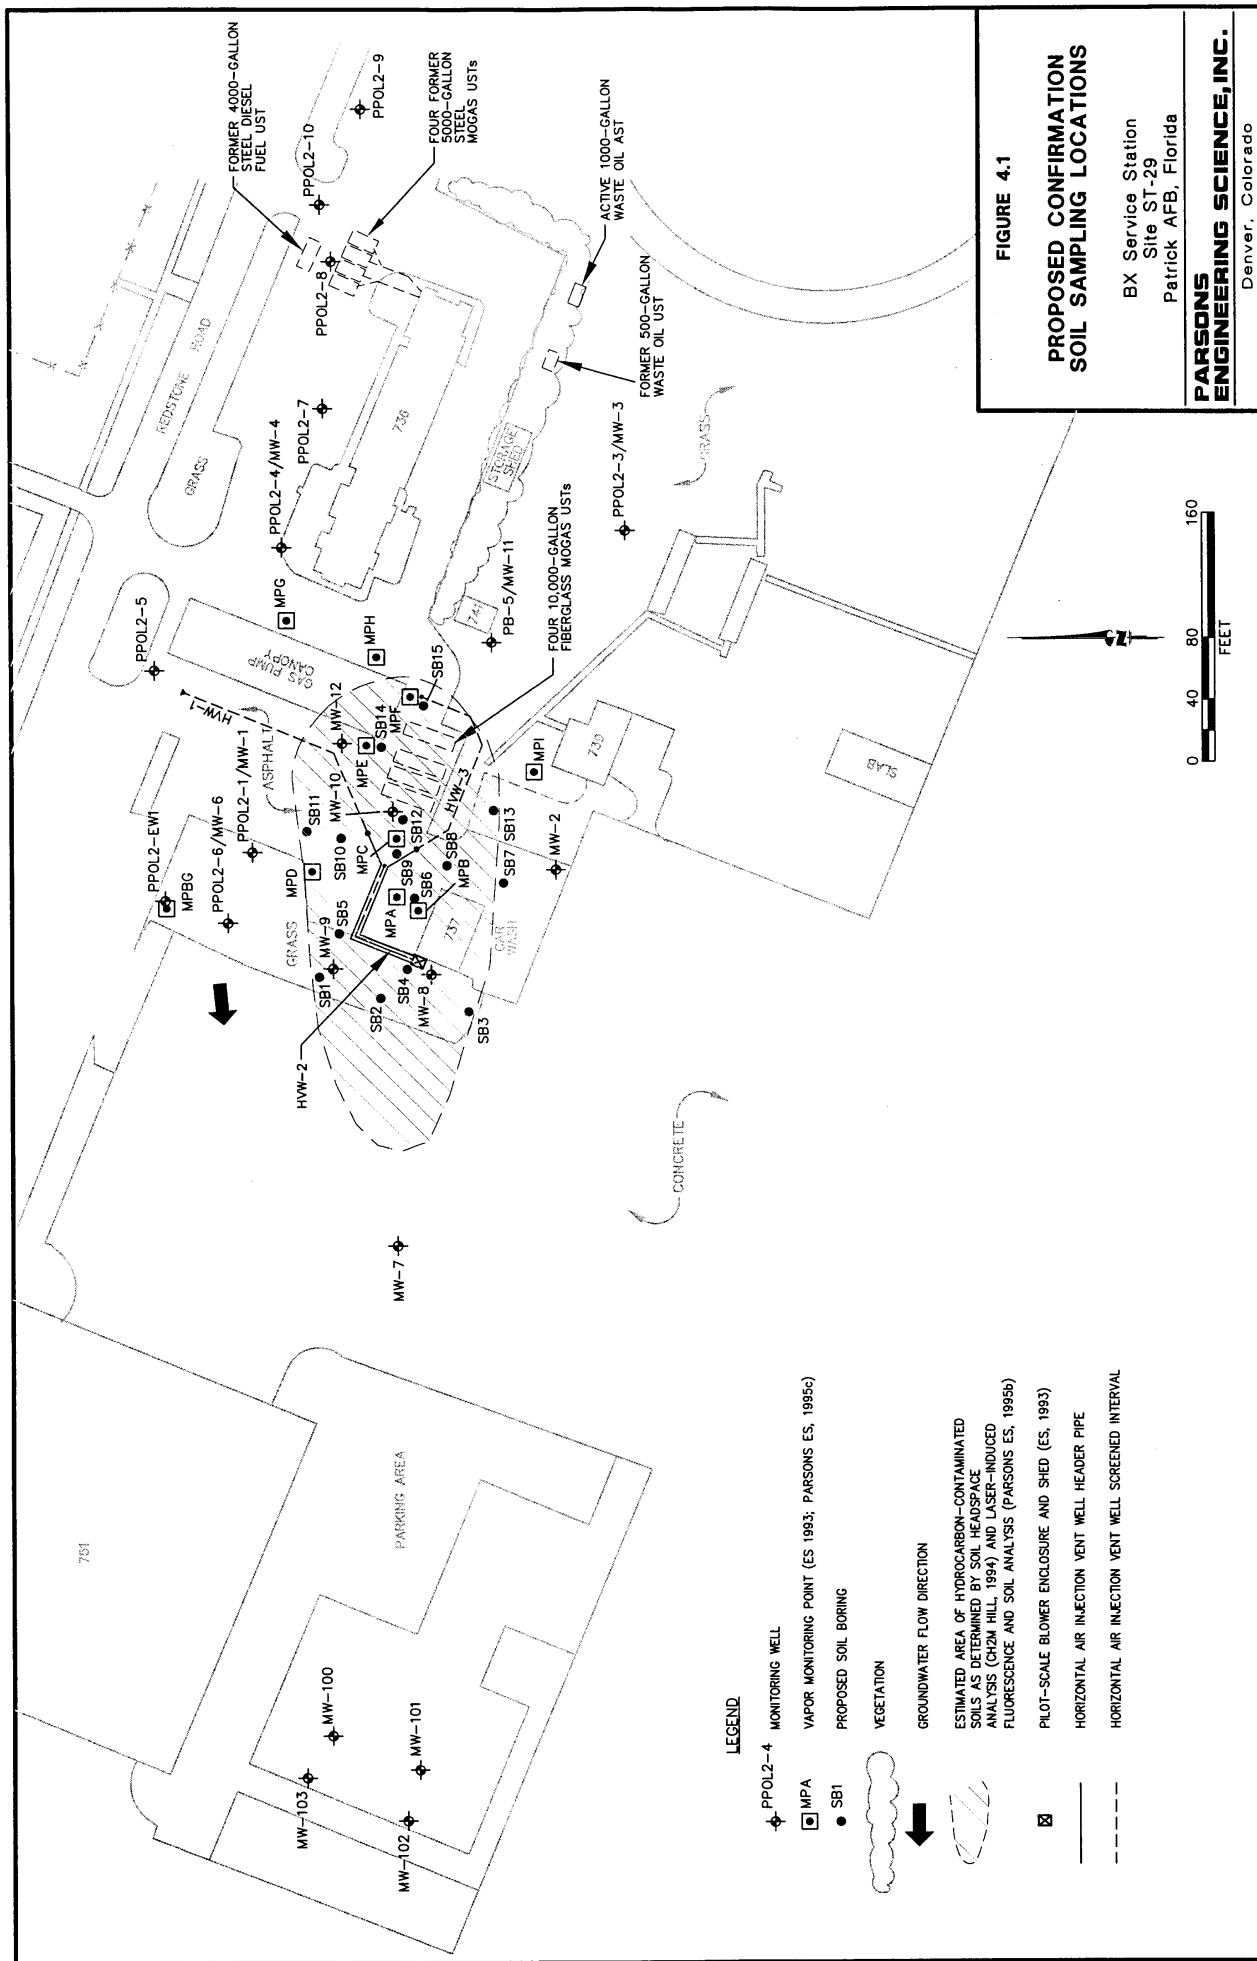 FORMER 4000-GALLON
STEEL DIESEL
FUEL UST
PPOL2-9
PPOL2-10
FOUR FORMER
5000-GALLON
STEEL
MOGAS USTs
PPOL2-8
ACTIVE 1000-GALLON
WASTE OIL AST
FORMER 500-GALLON
WASTE OIL UST
REDSTONE ROAD
GRASS
PPOL2-7
736
PPOL2-4/MW-4
STORAGE
SHED
PPOL2-3/MW-3
GRASS
PPOL2-5
MPG
MPH
741
PB-5/MW-11
FOUR 10,000-GALLON
FIBERGLASS MOGAS USTs
GAS PUMP
CANOPY
HVW-1
ASPHALT
MW-12
SB14
MPF
SB15
MPE
MW-10
HVW-3
MPI
739
SLAB
PPOL2-EW1
MPBG
PPOL2-6/MW-6
PPOL2-1/MW-1
SB11
SB10
MPC
SB12
SB9
SB8
SB13
MPD
MPA
SB6
MPB
SB7
MW-2
GRASS
SB5
MW-9
737
CAR
WASH
SB1
SB2
SB4
MW-8
SB3
HVW-2
CONCRETE
MW-7
751
PARKING AREA
MW-100
MW-103
MW-101
MW-102
LEGEND
PPOL2-4 MONITORING WELL
MPA VAPOR MONITORING POINT (ES 1993; PARSONS ES, 1995c)
SB1 PROPOSED SOIL BORING
VEGETATION
GROUNDWATER FLOW DIRECTION
ESTIMATED AREA OF HYDROCARBON-CONTAMINATED
SOILS AS DETERMINED BY SOIL HEADSPACE
ANALYSIS (CH2M HILL, 1994) AND LASER-INDUCED
FLUORESCENCE AND SOIL ANALYSIS (PARSONS ES, 1995b)
PILOT-SCALE BLOWER ENCLOSURE AND SHED (ES, 1993)
HORIZONTAL AIR INJECTION VENT WELL HEADER PIPE
HORIZONTAL AIR INJECTION VENT WELL SCREENED INTERVAL
N
0 40 80 160
FEET
FIGURE 4.1
PROPOSED CONFIRMATION
SOIL SAMPLING LOCATIONS
BX Service Station
Site ST-29
Patrick AFB, Florida
PARSONS
ENGINEERING SCIENCE, INC.
Denver, Colorado